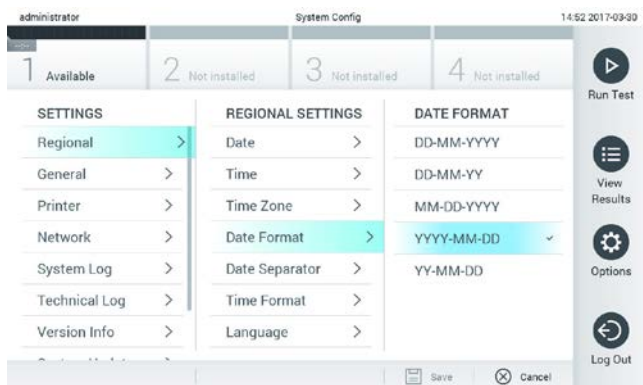 administrator System Config 14:52 2017-03-30
1 Available 2 Not installed 3 Not installed 4 Not installed
Run Test
SETTINGS REGIONAL SETTINGS DATE FORMAT
Regional > Date > DD-MM-YYYY
General > Time > DD-MM-YY
Printer > Time Zone > MM-DD-YYYY
Network > Date Format > YYYY-MM-DD
System Log > Date Separator > YY-MM-DD
Technical Log > Time Format >
Version Info > Language >
View
Results
Options
Log Out
Save Cancel